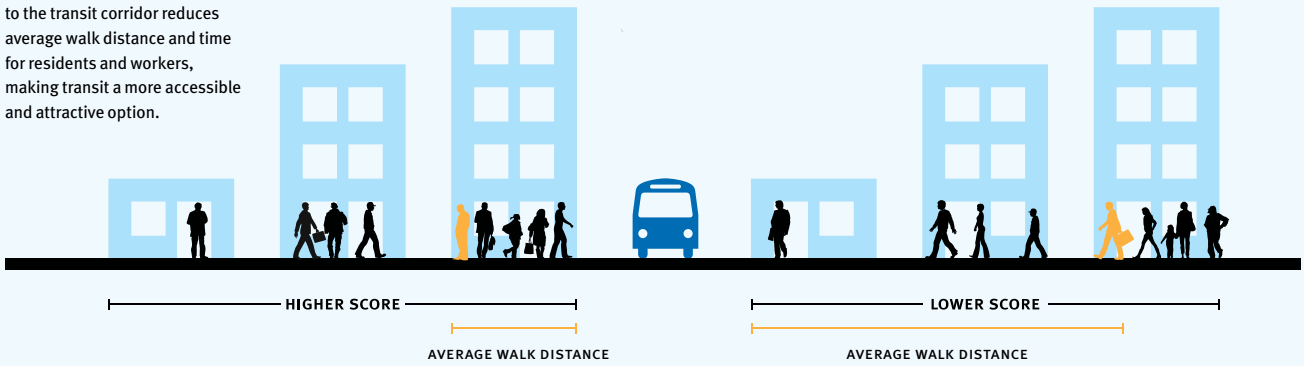 to the transit corridor reduces
average walk distance and time
for residents and workers,
making transit a more accessible
and attractive option.
HIGHER SCORE
LOWER SCORE
AVERAGE WALK DISTANCE
AVERAGE WALK DISTANCE